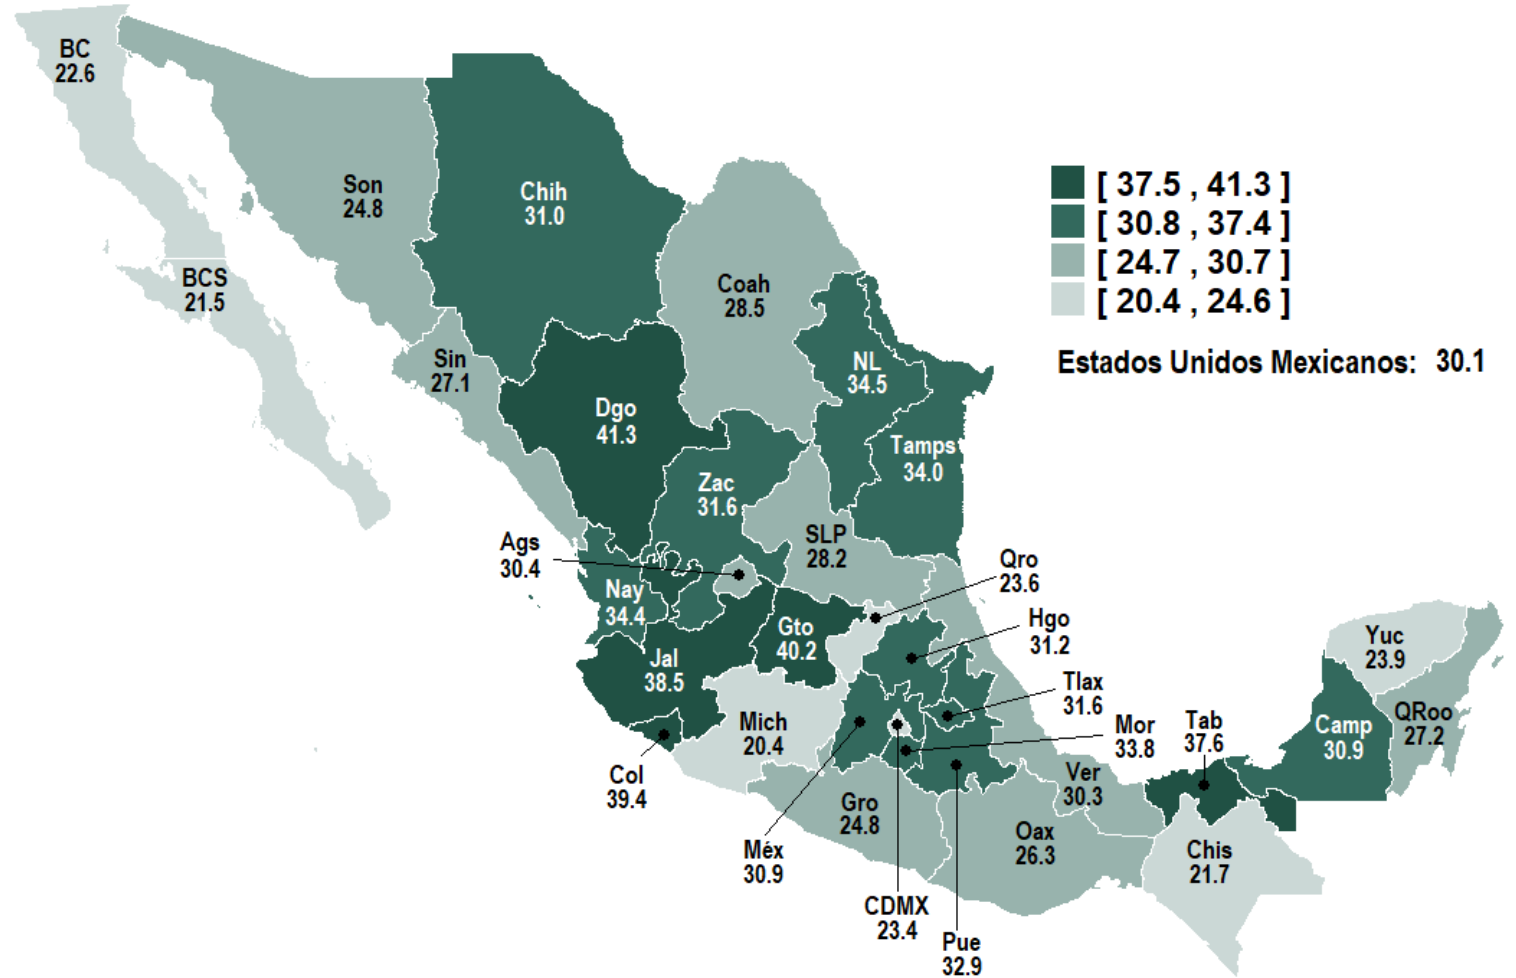 BC
22.6
Son
24.8
Chih
31.0
BCS
21.5
Coah
28.5
Sin
27.1
NL
34.5
Dgo
41.3
Tamps
34.0
Zac
31.6
SLP
28.2
Ags
30.4
Nay
34.4
Jal
38.5
Gto
40.2
Qro
23.6
Hgo
31.2
Tlax
31.6
Mor
33.8
Tab
37.6
Mich
20.4
Col
39.4
Gro
24.8
Méx
30.9
CDMX
23.4
Pue
32.9
Oax
26.3
Ver
30.3
Chis
21.7
Camp
30.9
Yuc
23.9
QRoo
27.2
[ 37.5 , 41.3 ]
[ 30.8 , 37.4 ]
[ 24.7 , 30.7 ]
[ 20.4 , 24.6 ]
Estados Unidos Mexicanos: 30.1